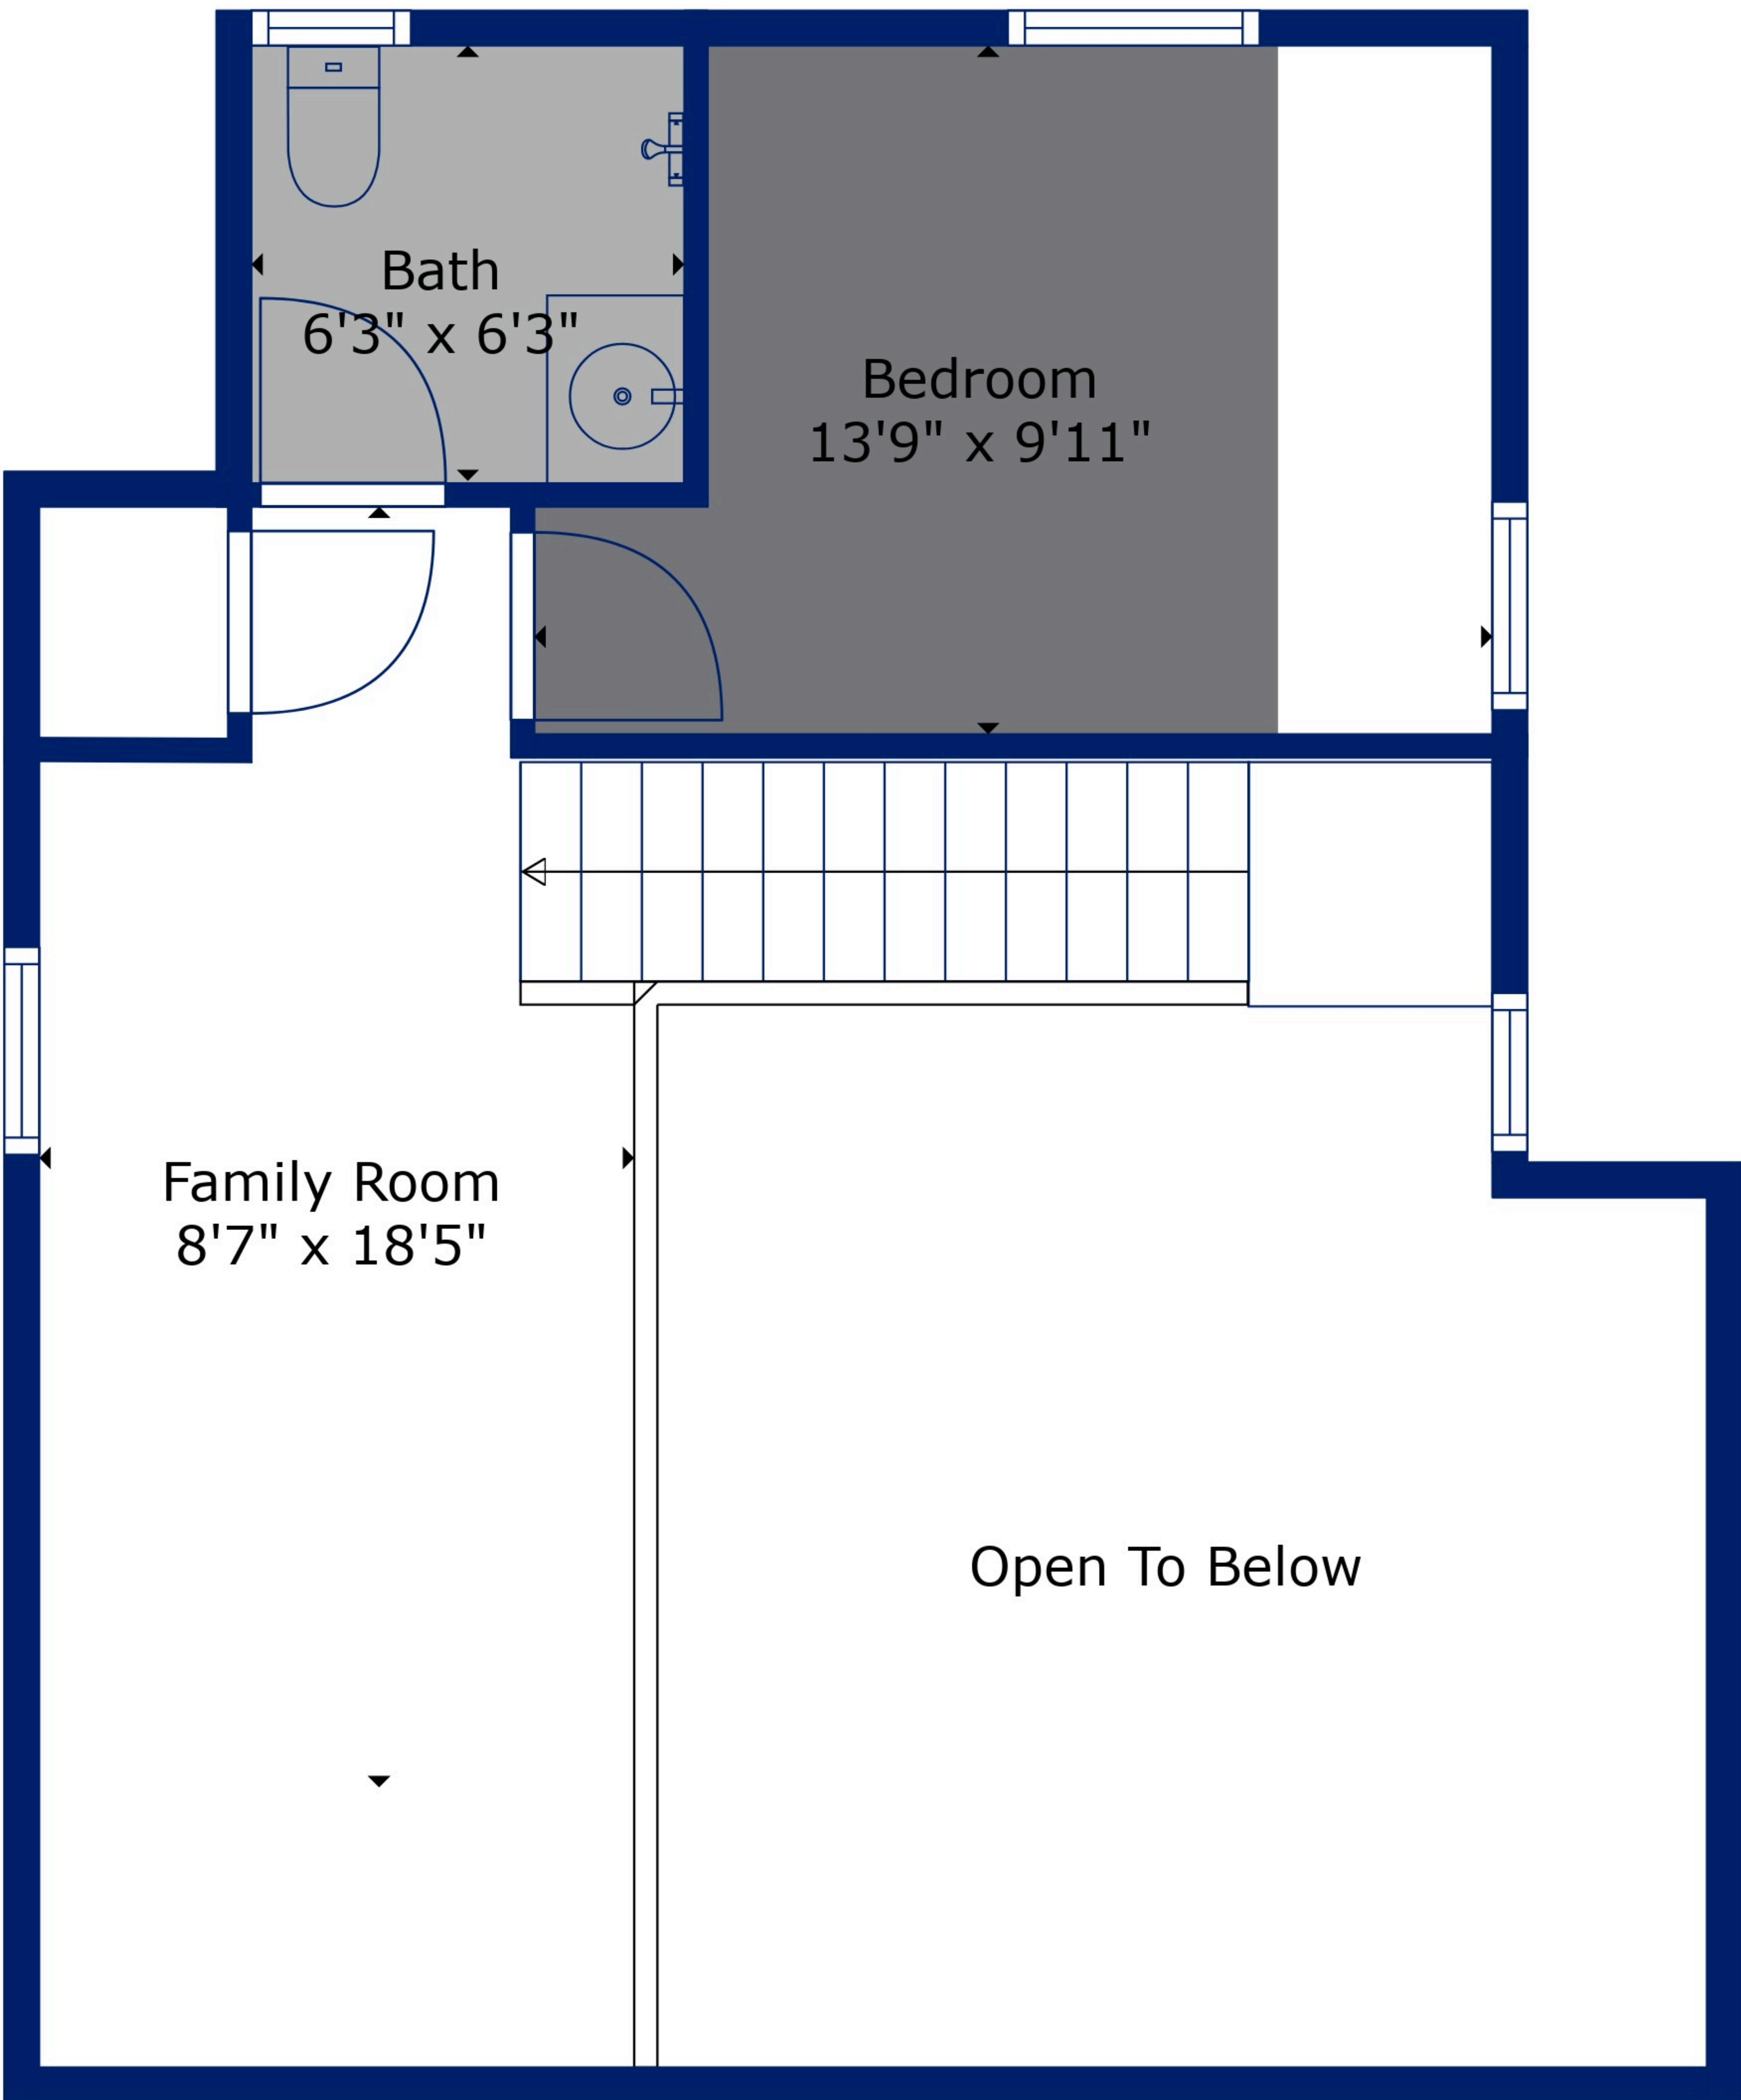 Bath
6'3" x 6'3"
Bedroom
13'9" x 9'11"
Family Room
8'7" x 18'5"
Open To Below